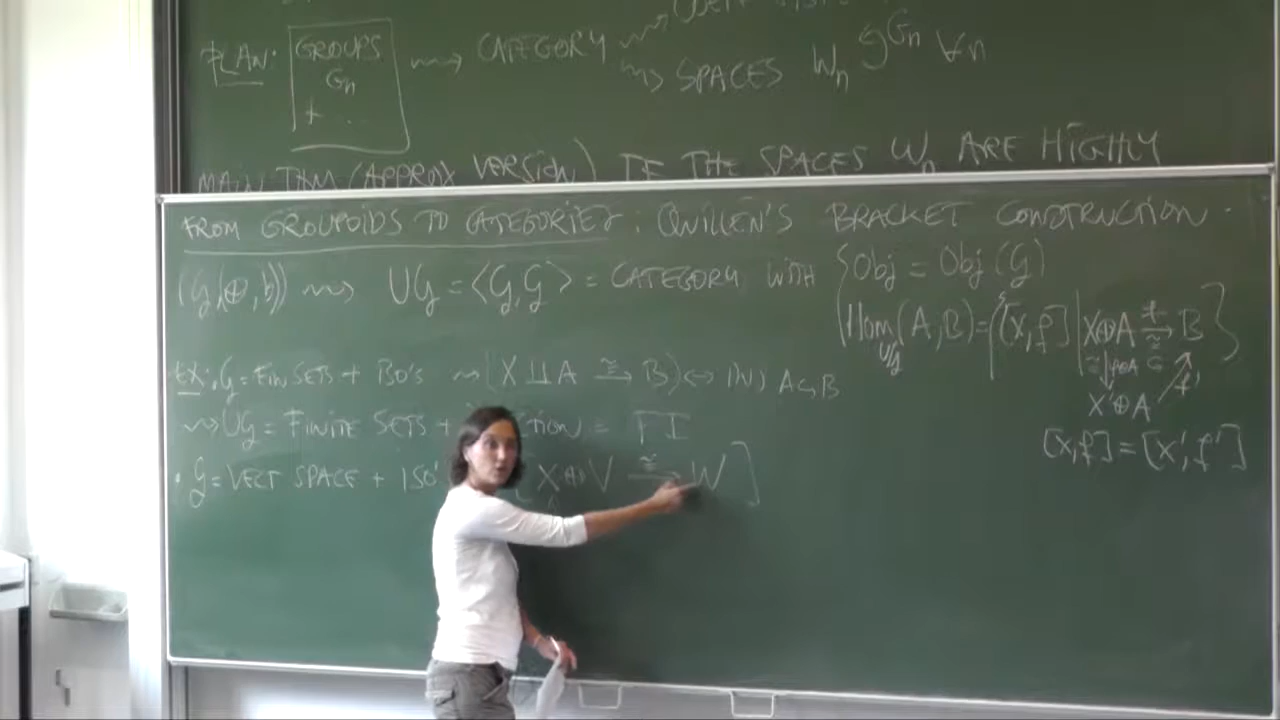 PLAN: GROUPS ⇝ CATEGORY
Gn ⇝ SPACES Wn ↺Gn ∀n
+ ...
MAIN THM (APPROX VERSION) IF THE SPACES Wn ARE HIGHLY
FROM GROUPOIDS TO CATEGORIES: QUILLEN'S BRACKET CONSTRUCTION.
(G,⊕,b) ⇝ UG = <G,G> = CATEGORY WITH { Obj = Obj(G)
Hom_UG(A,B) = {[X,f] | X⊕A f→≅ B}
X'⊕A f'
[X,f] = [X',f']
EX: · G = FIN SETS + ISO'S ⇝ (X ⊔ A ≅→ B) ↔ INJ A↪B
⇝ UG = FINITE SETS + = FI
· G = VECT SPACE + ISO' [X⊕V ≅→ W]